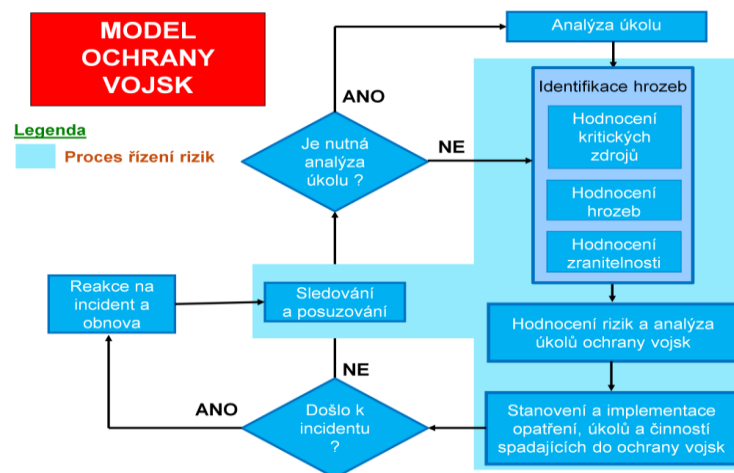 MODEL
OCHRANY
VOJSK
Legenda
Proces řízení rizik
Analýza úkolu
ANO
Je nutná
analýza
úkolu ?
NE
Identifikace hrozeb
Hodnocení
kritických
zdrojů
Hodnocení
hrozeb
Hodnocení
zranitelnosti
Reakce na
incident a
obnova
Sledování
a posuzování
Hodnocení rizik a analýza
úkolů ochrany vojsk
NE
ANO
Došlo k
incidentu
?
Stanovení a implementace
opatření, úkolů a činností
spadajících do ochrany vojsk